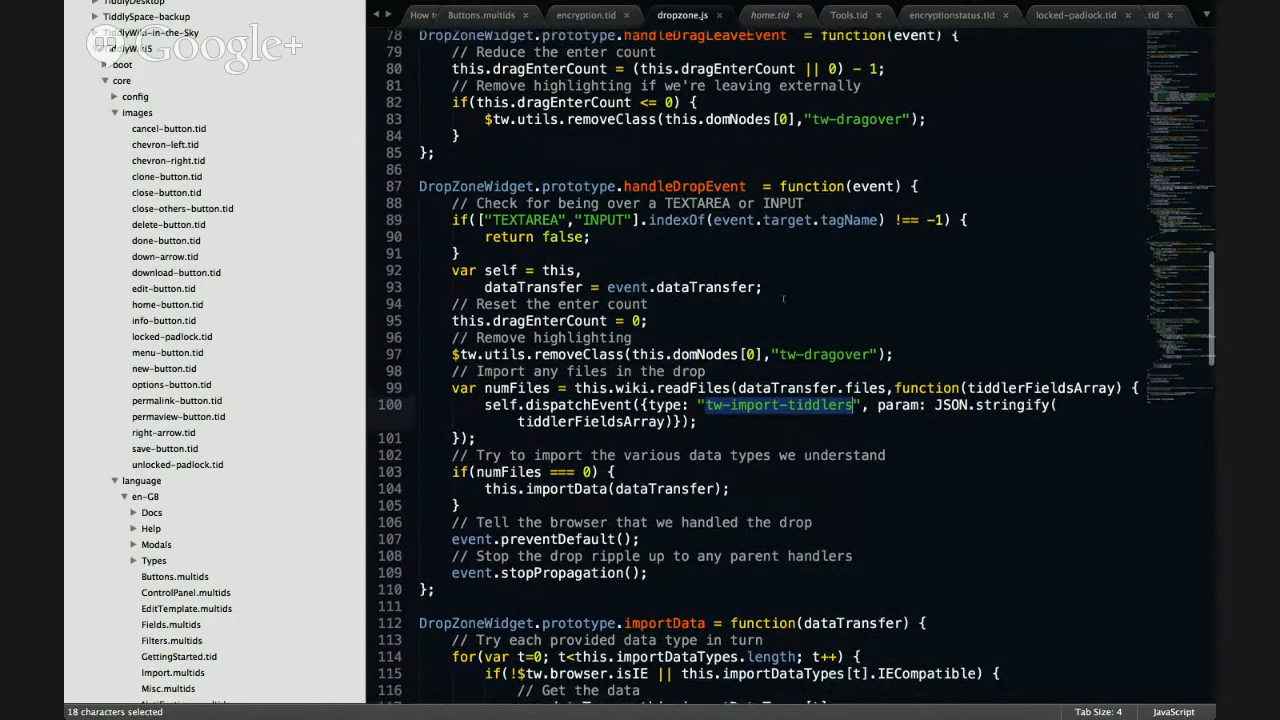 TiddlyDesktop
TiddlySpace-backup
TiddlyWiki-in-the-Sky
TiddlyWiki5
boot
core
config
images
cancel-button.tid
chevron-left.tid
chevron-right.tid
clone-button.tid
close-button.tid
close-others-button.tid
delete-button.tid
done-button.tid
down-arrow.tid
download-button.tid
edit-button.tid
home-button.tid
info-button.tid
locked-padlock.tid
menu-button.tid
new-button.tid
options-button.tid
permalink-button.tid
permaview-button.tid
right-arrow.tid
save-button.tid
unlocked-padlock.tid
language
en-GB
Docs
Help
Modals
Types
Buttons.multids
ControlPanel.multids
EditTemplate.multids
Fields.multids
Filters.multids
GettingStarted.tid
Import.multids
Misc.multids
Google+
How to Buttons.multids × encryption.tid × dropzone.js × home.tid × Tools.tid × encryptionstatus.tid × locked-padlock.tid × .tid ×
78 DropZoneWidget.prototype.handleDragLeaveEvent = function(event) {
79 // Reduce the enter count
80 this.dragEnterCount = (this.dragEnterCount || 0) - 1;
81 // Remove highlighting if we're leaving externally
82 if(this.dragEnterCount <= 0) {
83 $tw.utils.removeClass(this.domNodes[0],"tw-dragover");
84 }
85 };
86
87 DropZoneWidget.prototype.handleDropEvent = function(event) {
88 // Check for being over a TEXTAREA or INPUT
89 if(["TEXTAREA","INPUT"].indexOf(event.target.tagName) !== -1) {
90 return false;
91 }
92 var self = this,
93 dataTransfer = event.dataTransfer;
94 // Reset the enter count
95 this.dragEnterCount = 0;
96 // Remove highlighting
97 $tw.utils.removeClass(this.domNodes[0],"tw-dragover");
98 // Import any files in the drop
99 var numFiles = this.wiki.readFiles(dataTransfer.files,function(tiddlerFieldsArray) {
100 self.dispatchEvent({type: "tw-import-tiddlers", param: JSON.stringify(
tiddlerFieldsArray)});
101 });
102 // Try to import the various data types we understand
103 if(numFiles === 0) {
104 this.importData(dataTransfer);
105 }
106 // Tell the browser that we handled the drop
107 event.preventDefault();
108 // Stop the drop ripple up to any parent handlers
109 event.stopPropagation();
110 };
111
112 DropZoneWidget.prototype.importData = function(dataTransfer) {
113 // Try each provided data type in turn
114 for(var t=0; t<this.importDataTypes.length; t++) {
115 if(!$tw.browser.isIE || this.importDataTypes[t].IECompatible) {
116 // Get the data
18 characters selected
Tab Size: 4 JavaScript